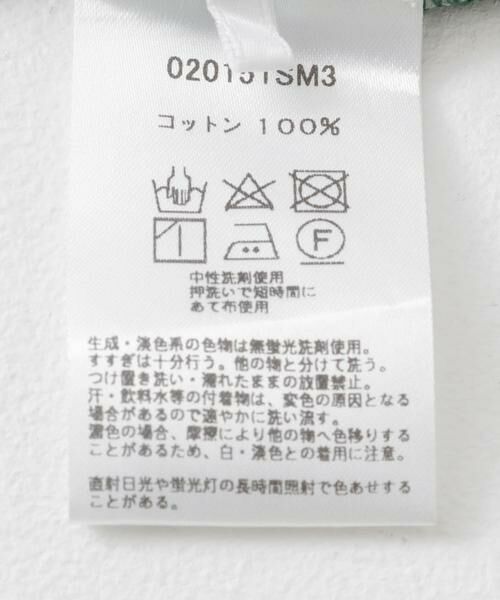 コットン 100%
F
中性洗剤使用
押洗いで短時間に
あて布使用
生成・淡色系の色物は無蛍光洗剤使用。
すすぎは十分行う。他の物と分けて洗う。
つけ置き洗い・濡れたままの放置禁止。
汗・飲料水等の付着物は、変色の原因となる
場合があるので速やかに洗い流す。
濃色の場合、摩擦により他の物へ色移りする
ことがあるため、白・淡色との着用に注意。
直射日光や蛍光灯の長時間照射で色あせする
ことがある。